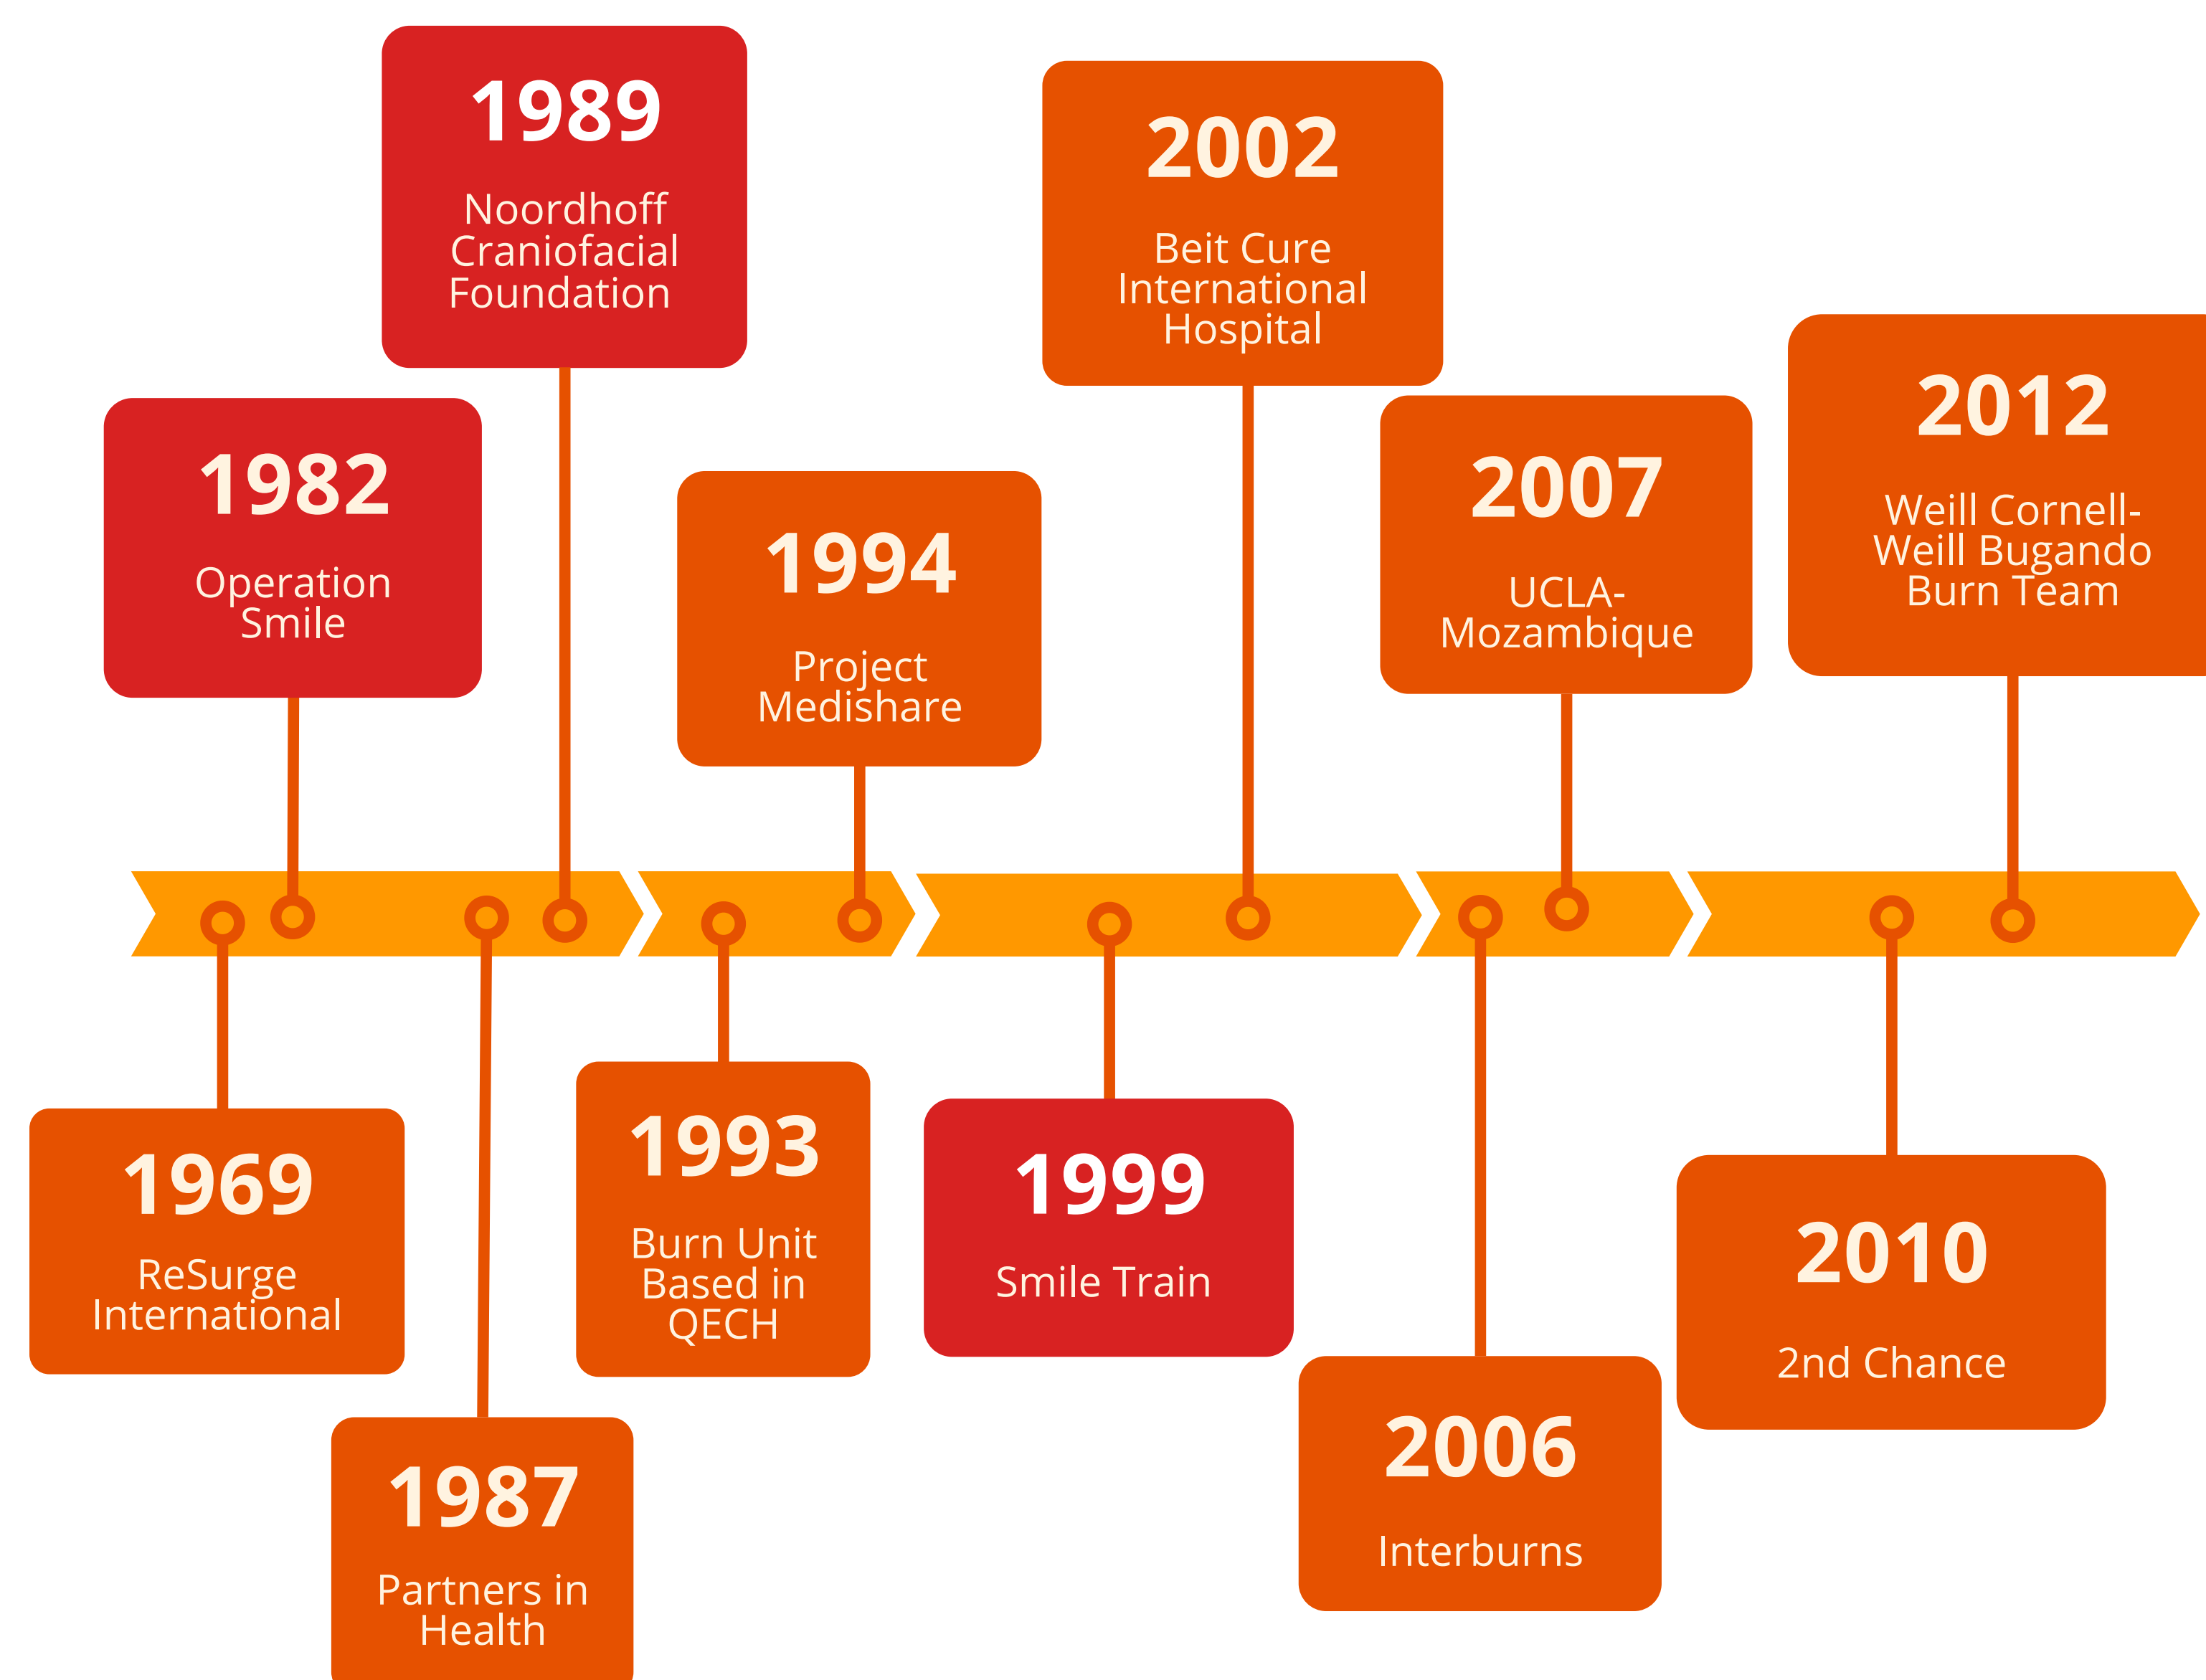 1989
Noordhoff
Craniofacial
Foundation
2002
Beit Cure
International
Hospital
2012
Weill Cornell-
Weill Bugando
Burn Team
1982
Operation
Smile
2007
UCLA-
Mozambique
1994
Project
Medishare
1969
ReSurge
International
1993
Burn Unit
Based in
QECH
1999
Smile Train
2010
2nd Chance
1987
Partners in
Health
2006
Interburns